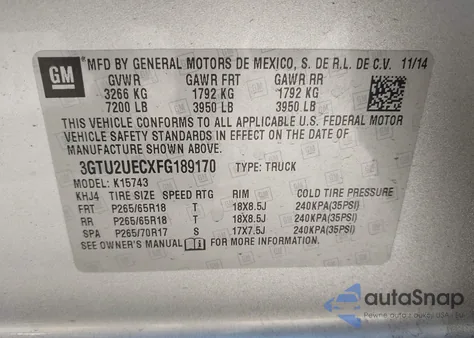 GM
MFD BY GENERAL MOTORS DE MEXICO, S. DE R.L. DE C.V. 11/14
GVWR GAWR FRT GAWR RR
3266 KG 1792 KG 1792 KG
7200 LB 3950 LB 3950 LB
THIS VEHICLE CONFORMS TO ALL APPLICABLE U.S. FEDERAL MOTOR
VEHICLE SAFETY STANDARDS IN EFFECT ON THE DATE OF
MANUFACTURE SHOWN ABOVE.
3GTU2UECXFG189170 TYPE: TRUCK
MODEL: K15743
KHJ4 TIRE SIZE SPEED RTG RIM COLD TIRE PRESSURE
FRT P265/65R18 T 18X8.5J 240KPA(35PSI)
RR P265/65R18 T 18X8.5J 240KPA(35PSI)
SPA P265/70R17 S 17X7.5J 240KPA(35PSI)
SEE OWNER'S MANUAL FOR MORE INFORMATION.
autoSnap
Pewne auto z USA